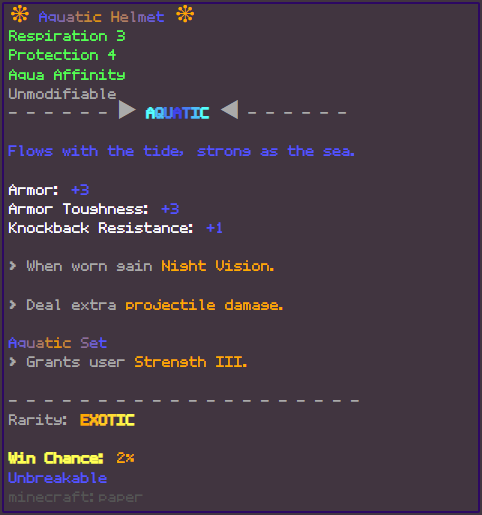 Aquatic Helmet
Respiration 3
Protection 4
Aqua Affinity
Unmodifiable
- - - - - - ▶ AQUATIC ◀ - - - - - -
Flows with the tide, strong as the sea.
Armor: +3
Armor Toughness: +3
Knockback Resistance: +1
> When worn gain Night Vision.
> Deal extra projectile damage.
Aquatic Set
> Grants user Strength III.
- - - - - - - - - - - - - - - - - - - -
Rarity: EXOTIC
Win Chance: 2%
Unbreakable
minecraft:paper